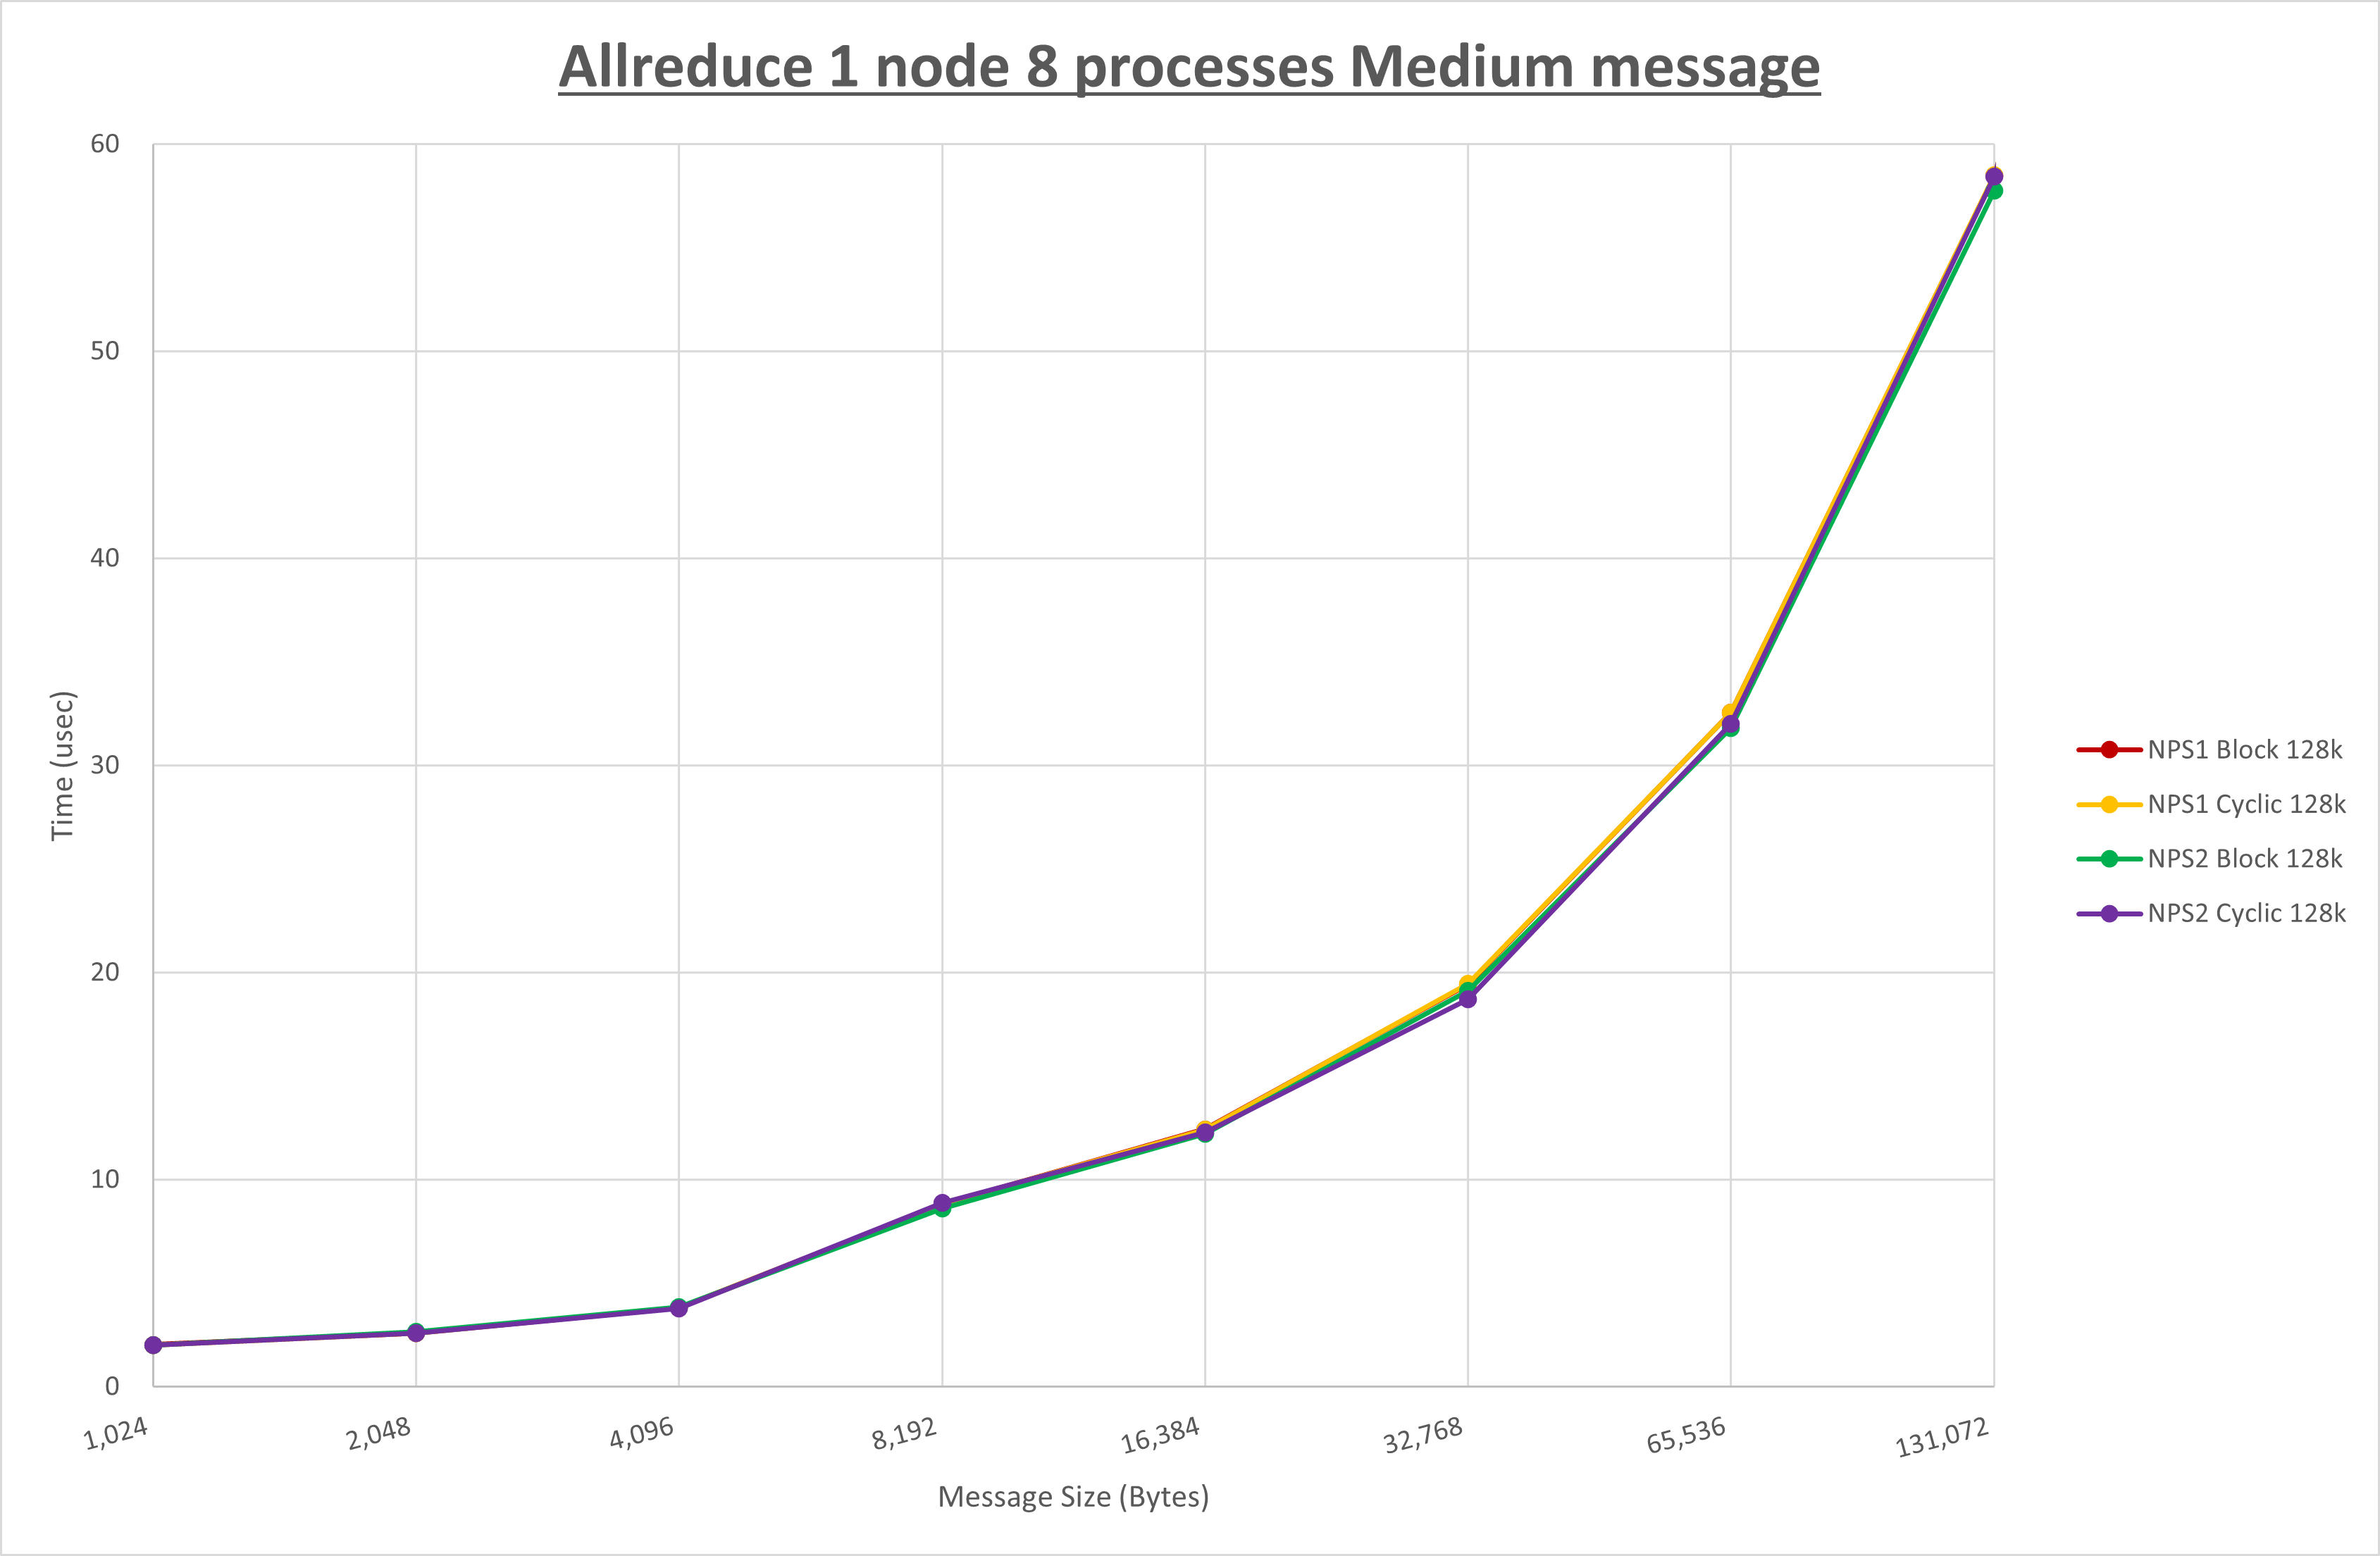 Allreduce 1 node 8 processes Medium message
60
50
40
30
20
10
0
Time (usec)
1,024
2,048
4,096
8,192
16,384
32,768
65,536
131,072
Message Size (Bytes)
NPS1 Block 128k
NPS1 Cyclic 128k
NPS2 Block 128k
NPS2 Cyclic 128k